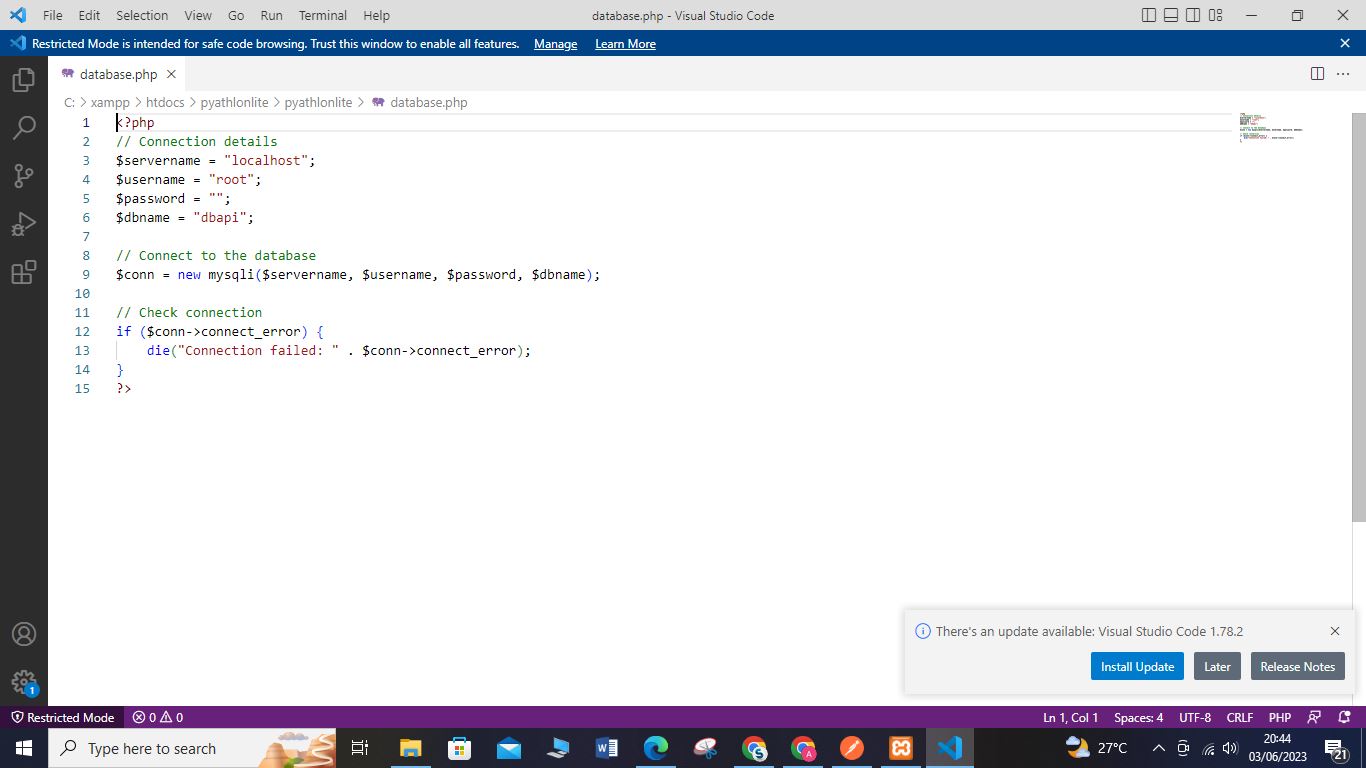 File Edit Selection View Go Run Terminal Help database.php - Visual Studio Code
Restricted Mode is intended for safe code browsing. Trust this window to enable all features. Manage Learn More
database.php
C: > xampp > htdocs > pyathlonlite > pyathlonlite > database.php
1 <?php
2 // Connection details
3 $servername = "localhost";
4 $username = "root";
5 $password = "";
6 $dbname = "dbapi";
7
8 // Connect to the database
9 $conn = new mysqli($servername, $username, $password, $dbname);
10
11 // Check connection
12 if ($conn->connect_error) {
13     die("Connection failed: " . $conn->connect_error);
14 }
15 ?>
There's an update available: Visual Studio Code 1.78.2
Install Update Later Release Notes
1
Restricted Mode 0 0 Ln 1, Col 1 Spaces: 4 UTF-8 CRLF PHP
Type here to search 27°C 20:44
03/06/2023 21